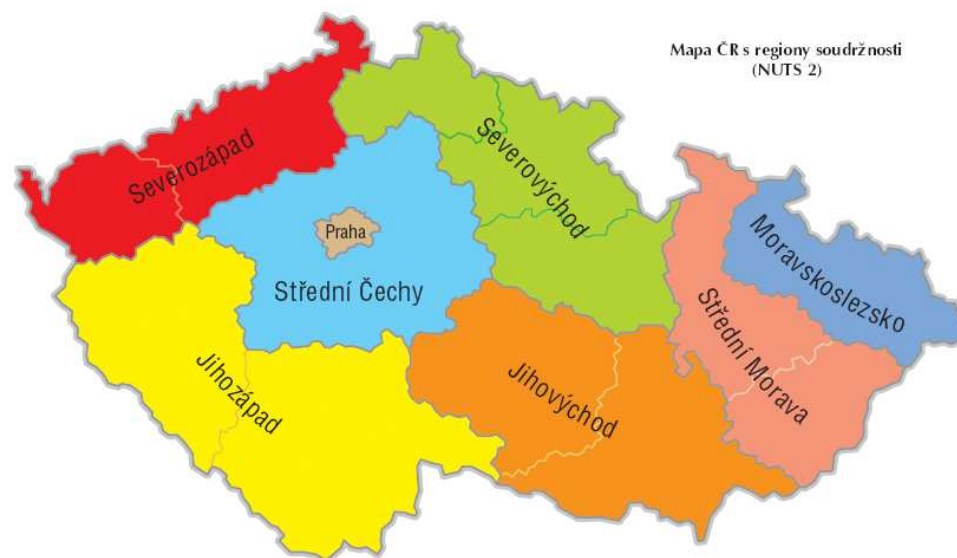 Mapa ČR s regiony soudržnosti
(NUTS 2)
Severozápad
Severovýchod
Praha
Střední Čechy
Moravskoslezsko
Střední Morava
Jihozápad
Jihovýchod